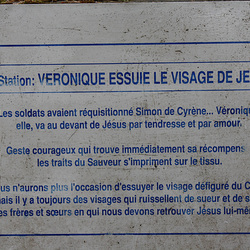 Station: VERONIQUE ESSUIE LE VISAGE DE JE
Les soldats avaient réquisitionné Simon de Cyrène... Véroniqu
elle, va au devant de Jésus par tendresse et par amour.
Geste courageux qui trouve immédiatement sa récompens
les traits du Sauveur s'impriment sur le tissu.
us n'aurons plus l'occasion d'essuyer le visage défiguré du C
ais il y a toujours des visages qui ruissellent de sueur et de s
es frères et sœurs en qui nous devons retrouver Jésus lui-mê